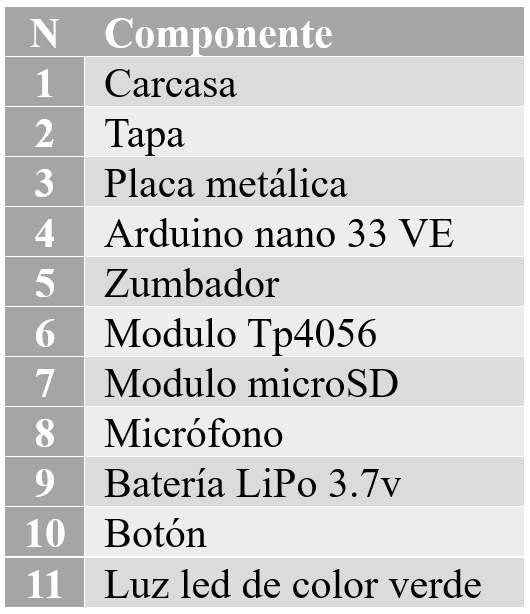 N Componente
1 Carcasa
2 Tapa
3 Placa metálica
4 Arduino nano 33 VE
5 Zumbador
6 Modulo Tp4056
7 Modulo microSD
8 Micrófono
9 Batería LiPo 3.7v
10 Botón
11 Luz led de color verde